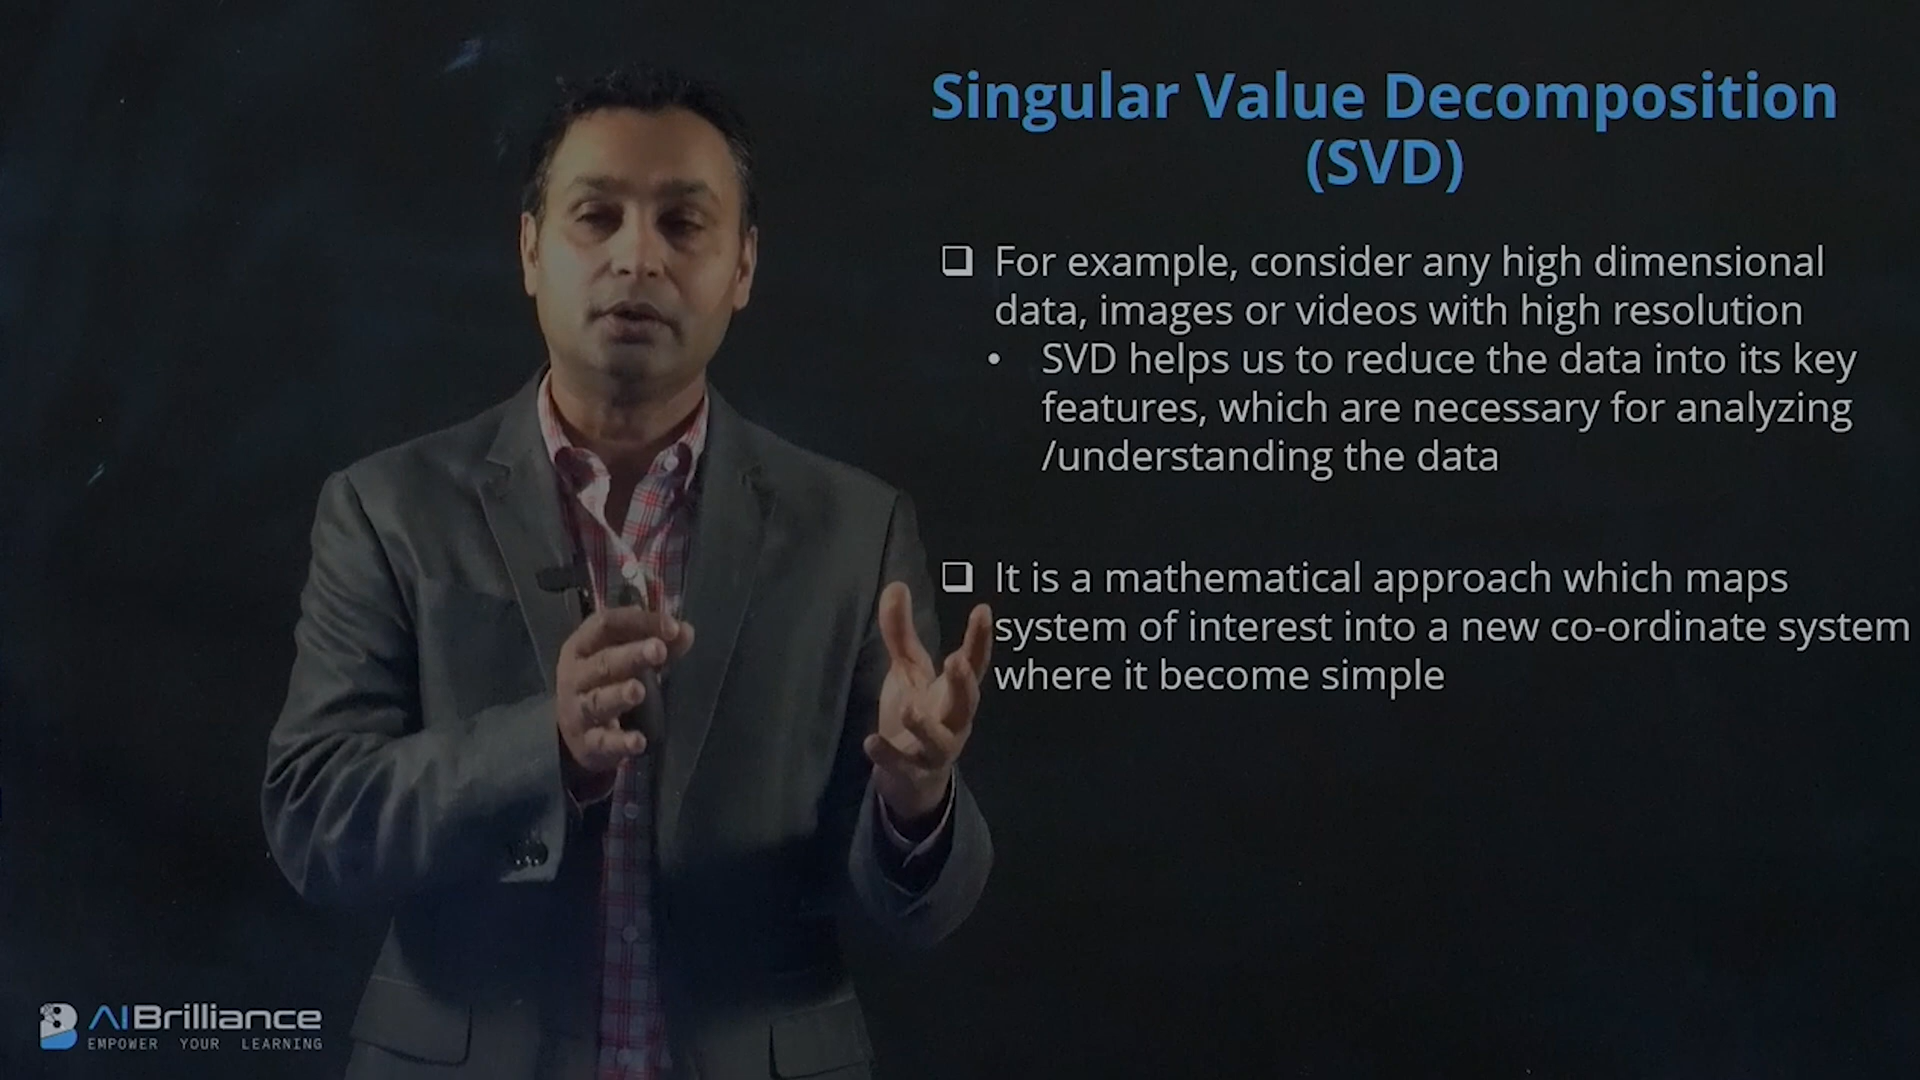 Singular Value Decomposition
(SVD)
❑ For example, consider any high dimensional
data, images or videos with high resolution
• SVD helps us to reduce the data into its key
features, which are necessary for analyzing
/understanding the data
❑ It is a mathematical approach which maps
system of interest into a new co-ordinate system
where it become simple
AIBrilliance
EMPOWER YOUR LEARNING